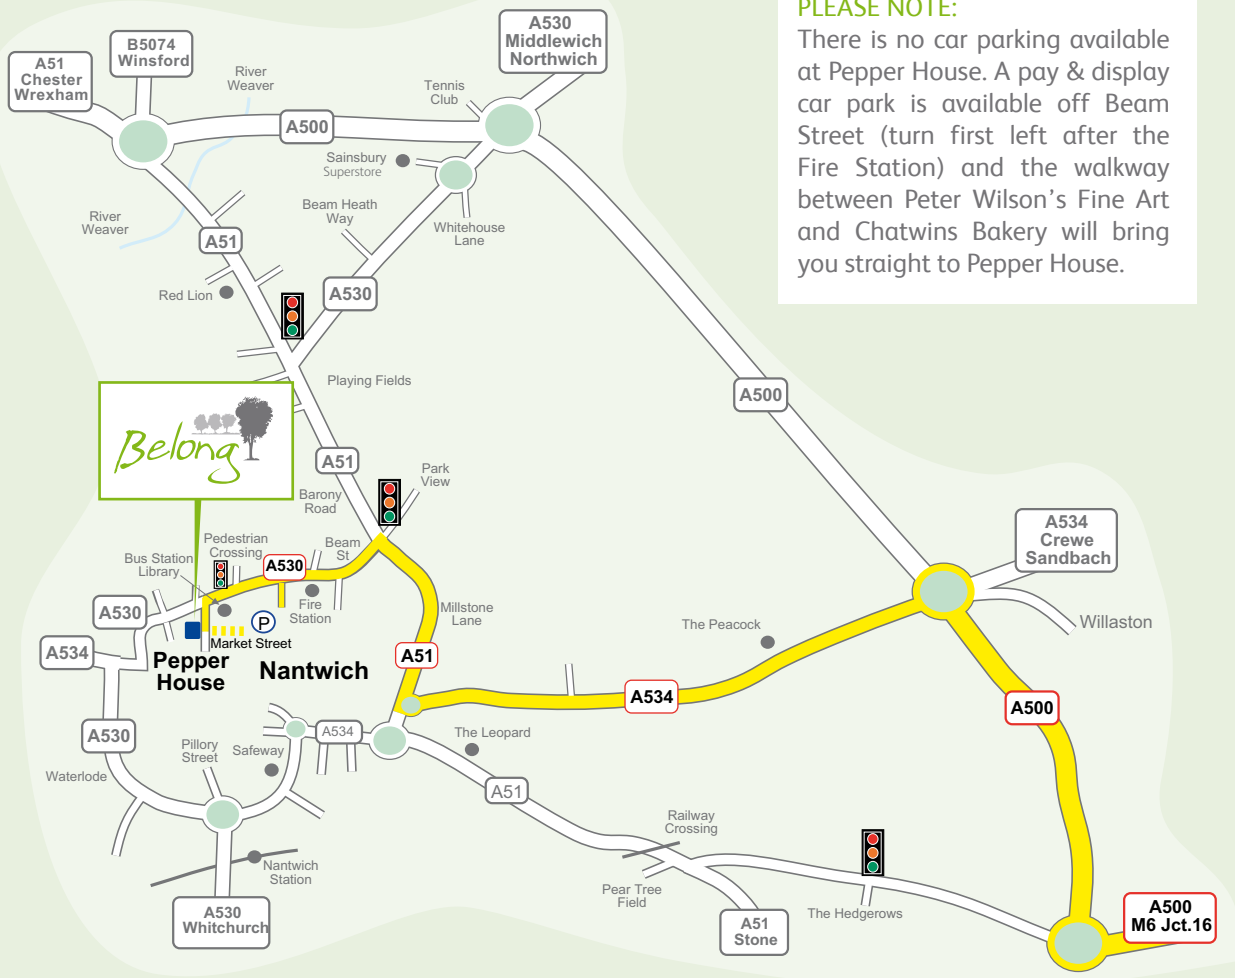 PLEASE NOTE:
There is no car parking available
at Pepper House. A pay & display
car park is available off Beam
Street (turn first left after the
Fire Station) and the walkway
between Peter Wilson's Fine Art
and Chatwins Bakery will bring
you straight to Pepper House.
A530
Middlewich
Northwich
B5074
Winsford
A51
Chester
Wrexham
River
Weaver
Tennis
Club
A500
Sainsbury
Superstore
Beam Heath
Way
Whitehouse
Lane
River
Weaver
A51
Red Lion
A530
Playing Fields
A500
Belong
A51
Park
View
Barony
Road
Pedestrian
Crossing
Beam
St
Bus Station
Library
A530
A534
Crewe
Sandbach
Fire
Station
A530
P
Millstone
Lane
Willaston
The Peacock
Market Street
A534
Pepper
House
Nantwich
A51
A534
A500
A530
A534
Pillory
Street
Safeway
The Leopard
Waterlode
A51
Railway
Crossing
Nantwich
Station
Pear Tree
Field
The Hedgerows
A530
Whitchurch
A51
Stone
A500
M6 Jct.16